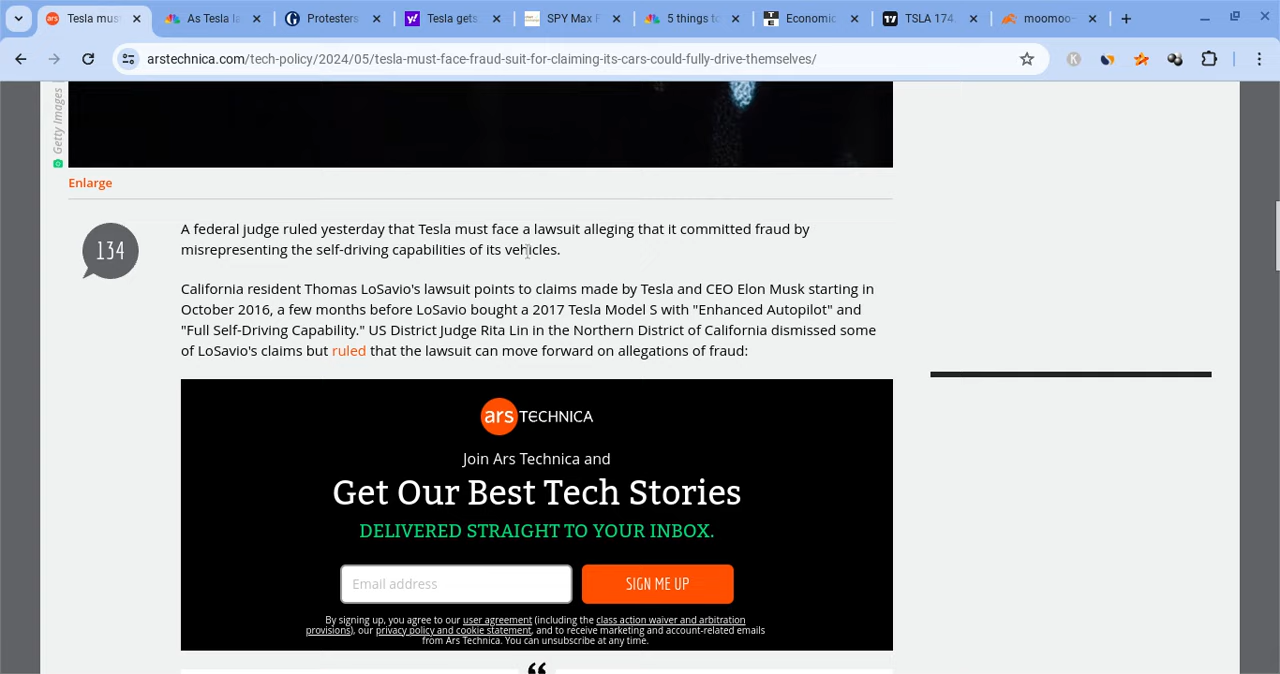 Tesla mus
As Tesla la
Protesters
Tesla gets
SPY Max P
5 things to
Economic
TSLA 174.
moomoo-
arstechnica.com/tech-policy/2024/05/tesla-must-face-fraud-suit-for-claiming-its-cars-could-fully-drive-themselves/
Getty Images
Enlarge
134
A federal judge ruled yesterday that Tesla must face a lawsuit alleging that it committed fraud by
misrepresenting the self-driving capabilities of its vehicles.
California resident Thomas LoSavio's lawsuit points to claims made by Tesla and CEO Elon Musk starting in
October 2016, a few months before LoSavio bought a 2017 Tesla Model S with "Enhanced Autopilot" and
"Full Self-Driving Capability." US District Judge Rita Lin in the Northern District of California dismissed some
of LoSavio's claims but ruled that the lawsuit can move forward on allegations of fraud:
ars TECHNICA
Join Ars Technica and
Get Our Best Tech Stories
DELIVERED STRAIGHT TO YOUR INBOX.
Email address
SIGN ME UP
By signing up, you agree to our user agreement (including the class action waiver and arbitration
provisions), our privacy policy and cookie statement, and to receive marketing and account-related emails
from Ars Technica. You can unsubscribe at any time.
“